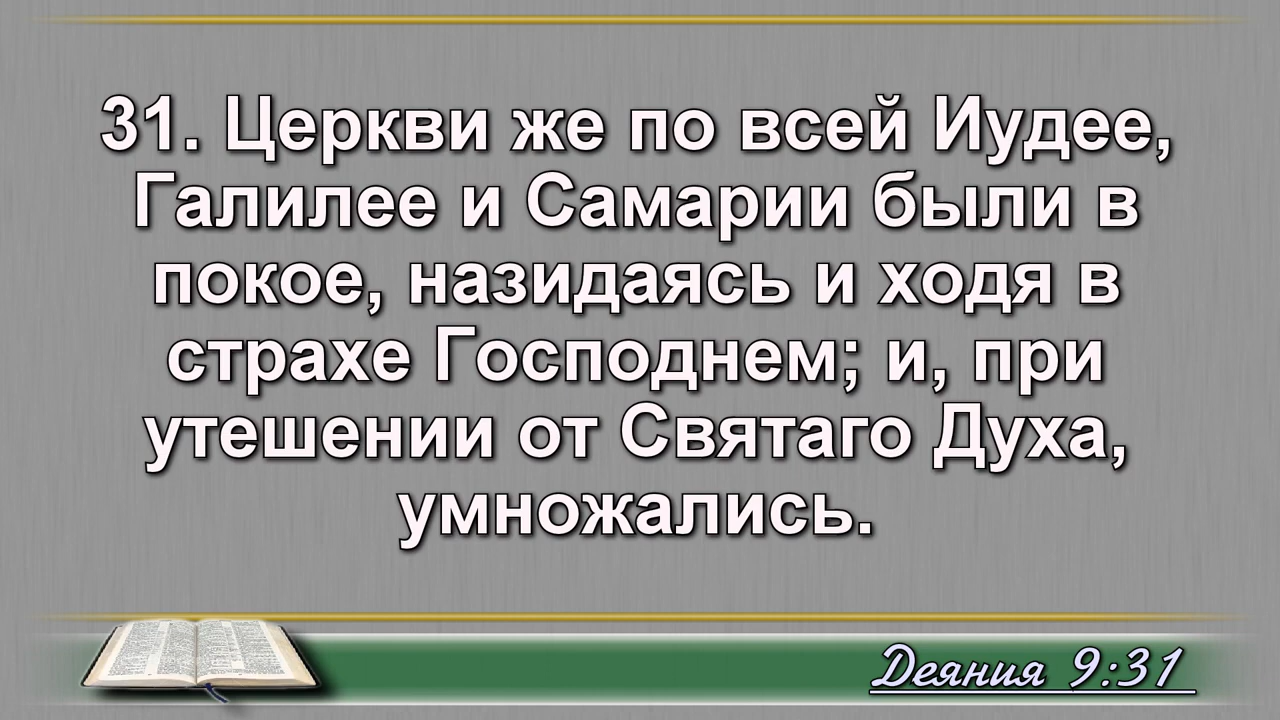 31. Церкви же по всей Иудее,
Галилее и Самарии были в
покое, назидаясь и ходя в
страхе Господнем; и, при
утешении от Святаго Духа,
умножались.
Деяния 9:31